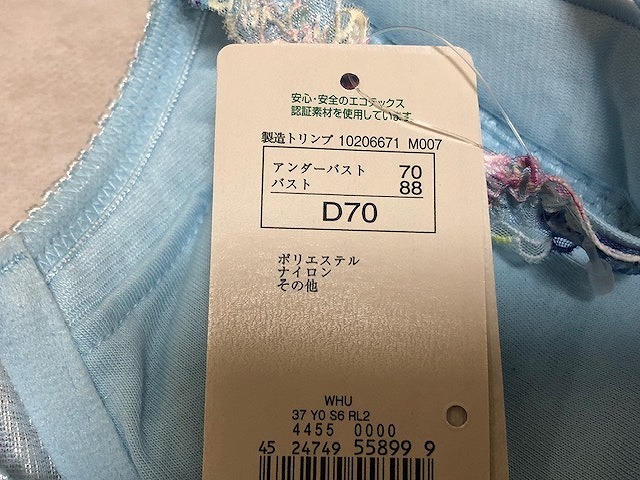 安心・安全のエコテックス
認証素材を使用しています
製造トリンプ 10206671 M007
アンダーバスト 70
バスト 88
D70
ポリエステル
ナイロン
その他
WHU
37 Y0 S6 RL2
4455 0000
45 24749 55899 9